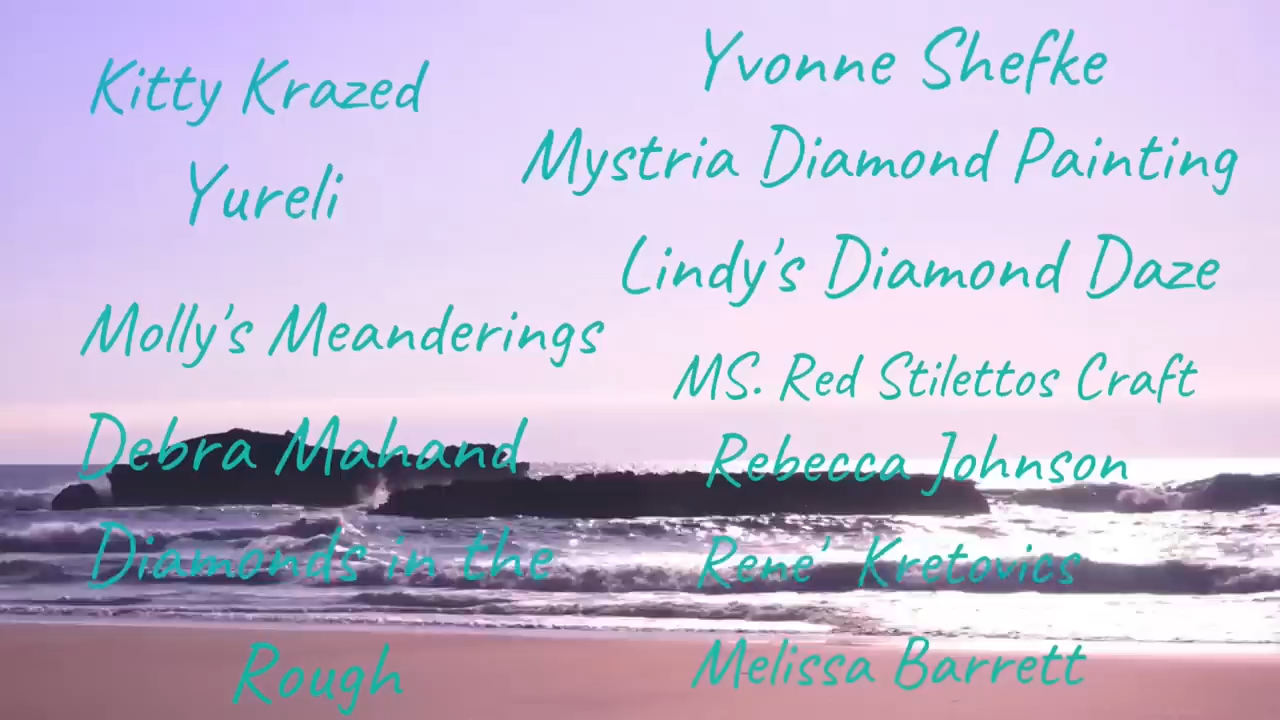 Kitty Krazed
Yureli
Molly's Meanderings
Debra Mahand
Diamonds in the
Rough
Yvonne Shefke
Mystria Diamond Painting
Lindy's Diamond Daze
MS. Red Stilettos Craft
Rebecca Johnson
Rene' Kretovics
Melissa Barrett